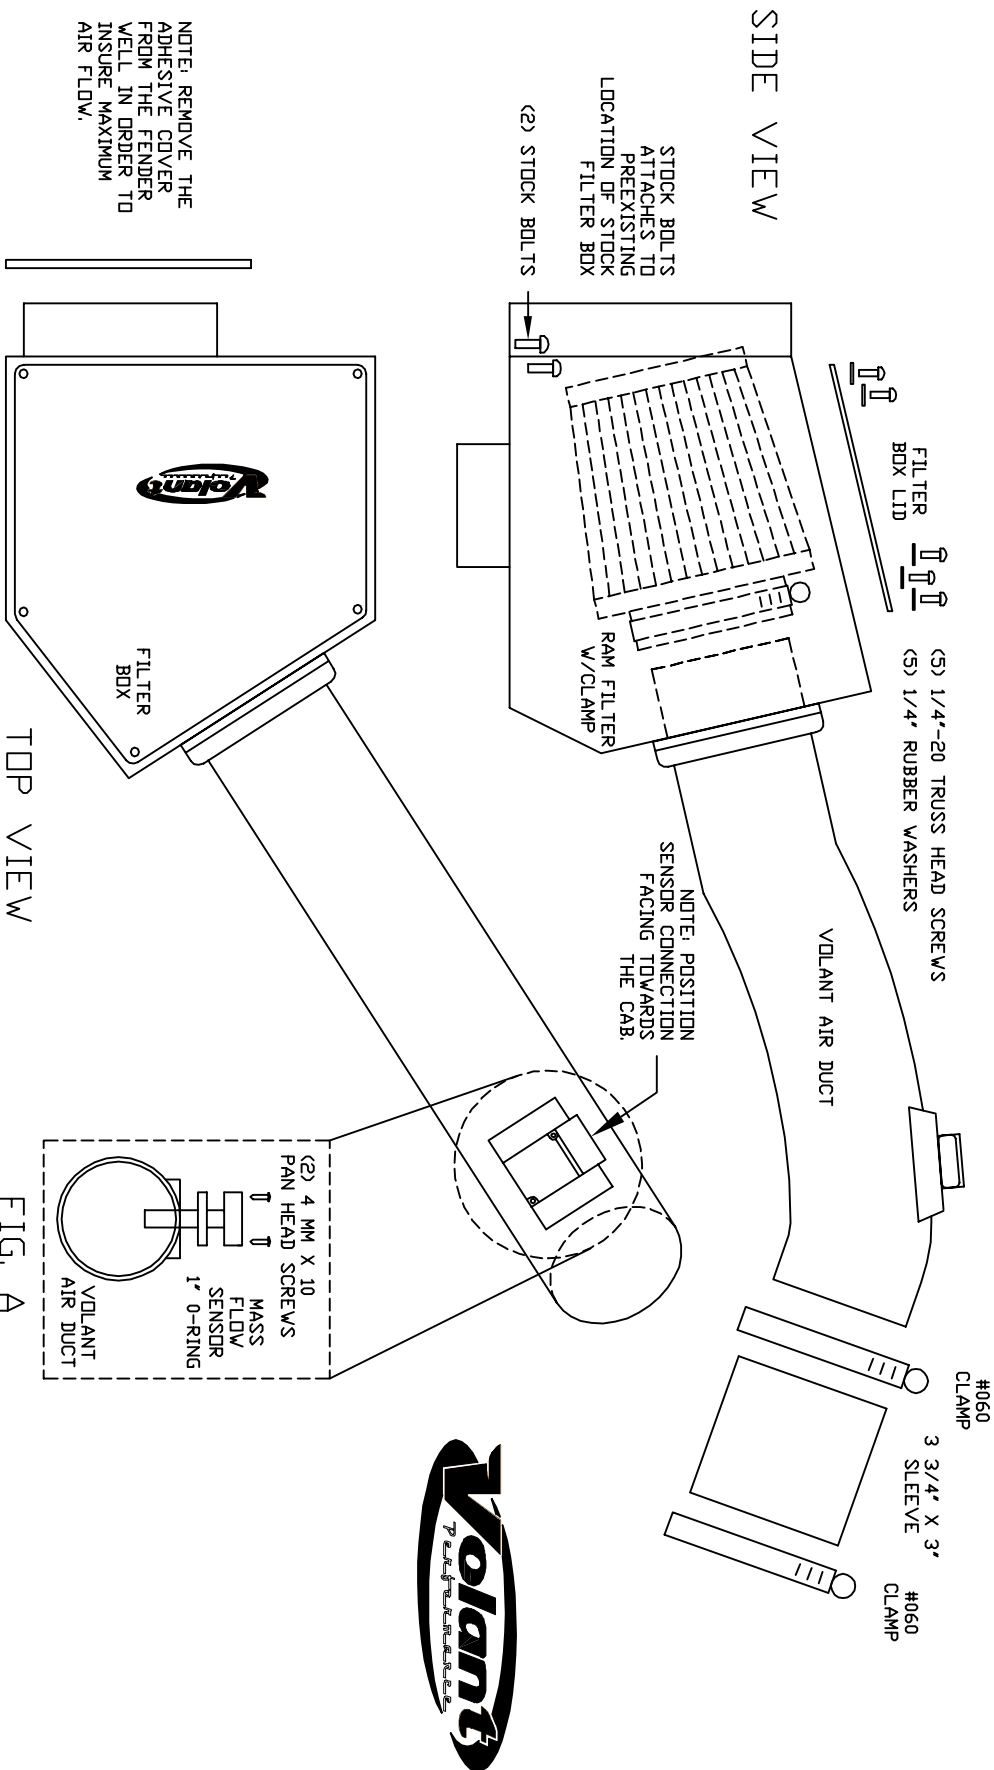 SIDE VIEW
STOCK BOLTS
ATTACHES TO
PREEXISTING
LOCATION OF STOCK
FILTER BOX
(2) STOCK BOLTS
FILTER
BOX LID
(5) 1/4"-20 TRUSS HEAD SCREWS
(5) 1/4" RUBBER WASHERS
RAM FILTER
W/CLAMP
VOLANT AIR DUCT
#060
CLAMP
3 3/4" X 3"
SLEEVE
#060
CLAMP
NOTE: POSITION
SENSOR CONNECTION
FACING TOWARDS
THE CAB.
NOTE: REMOVE THE
ADHESIVE COVER
FROM THE FENDER
WELL IN ORDER TO
INSURE MAXIMUM
AIR FLOW.
Volant
FILTER
BOX
TOP VIEW
(2) 4 MM X 10
PAN HEAD SCREWS
MASS
FLOW
SENSOR
1" O-RING
VOLANT
AIR DUCT
FIG. A
Volant
Performance